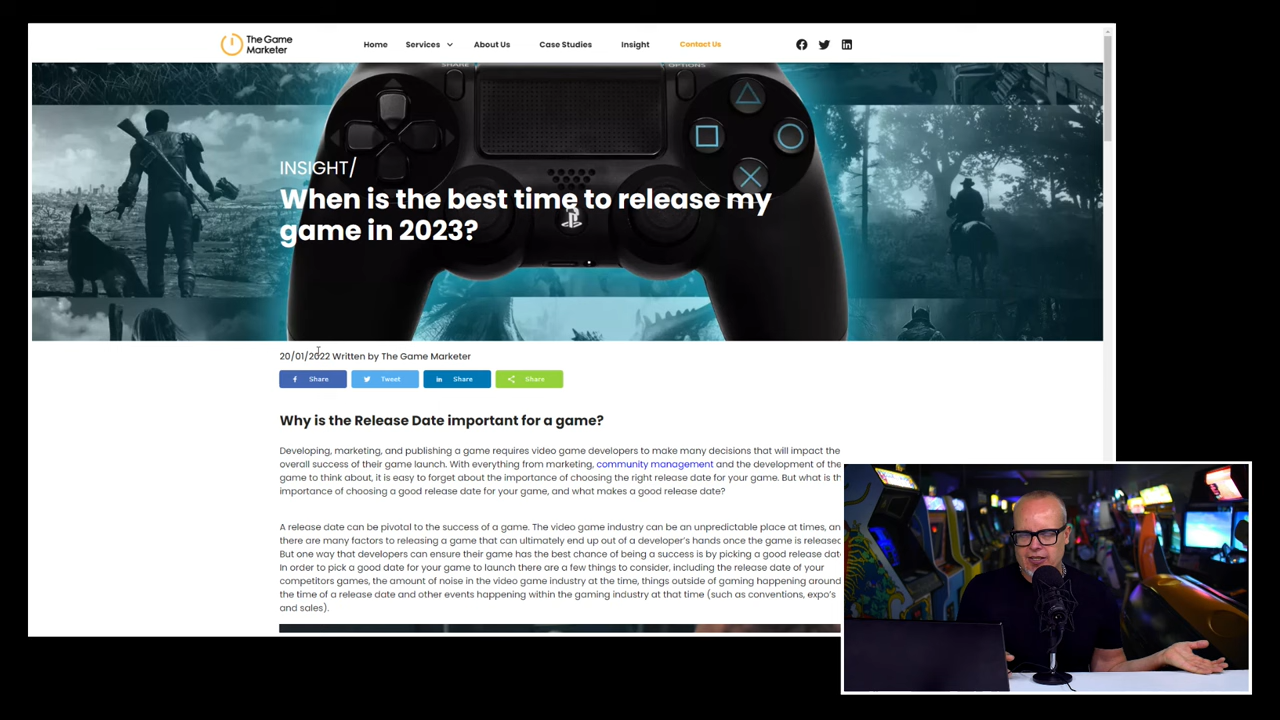 The Game
Marketer
Home Services About Us Case Studies Insight Contact Us
SHARE OPTIONS
INSIGHT/
When is the best time to release my
game in 2023?
20/01/2022 Written by The Game Marketer
Share Tweet Share Share
Why is the Release Date important for a game?
Developing, marketing, and publishing a game requires video game developers to make many decisions that will impact the
overall success of their game launch. With everything from marketing, community management and the development of the
game to think about, it is easy to forget about the importance of choosing the right release date for your game. But what is th
importance of choosing a good release date for your game, and what makes a good release date?
A release date can be pivotal to the success of a game. The video game industry can be an unpredictable place at times, an
there are many factors to releasing a game that can ultimately end up out of a developer's hands once the game is released
But one way that developers can ensure their game has the best chance of being a success is by picking a good release date
In order to pick a good date for your game to launch there are a few things to consider, including the release date of your
competitors games, the amount of noise in the video game industry at the time, things outside of gaming happening around
the time of a release date and other events happening within the gaming industry at that time (such as conventions, expo's
and sales).